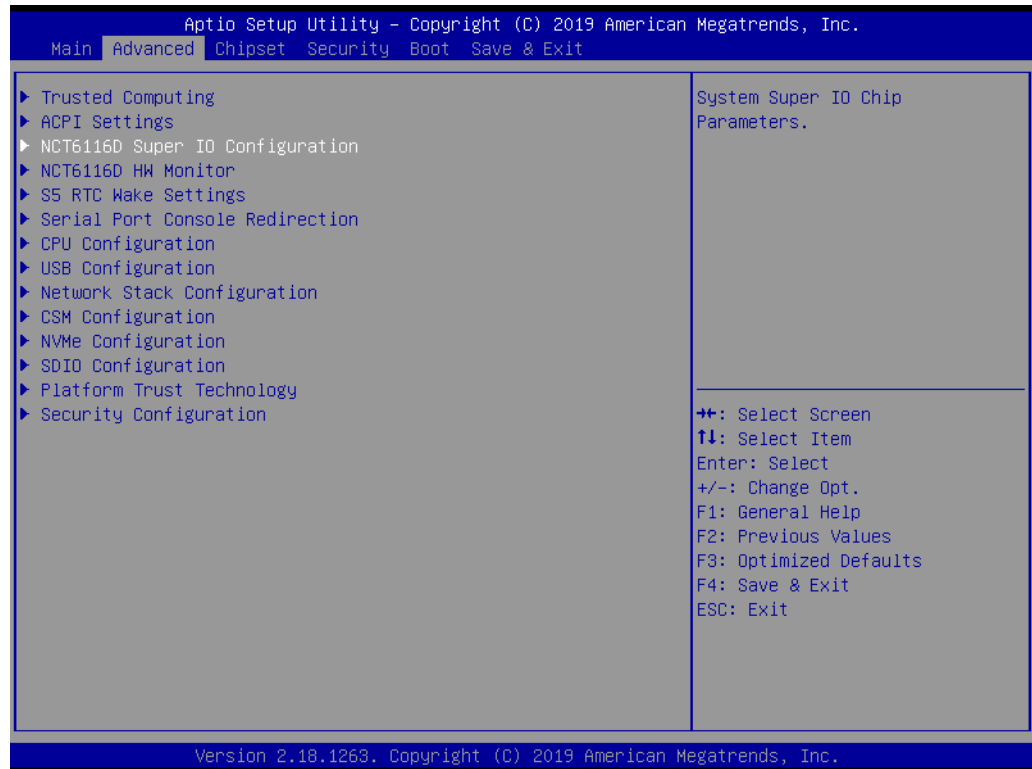 Aptio Setup Utility – Copyright (C) 2019 American Megatrends, Inc.
Main Advanced Chipset Security Boot Save & Exit
▶ Trusted Computing
▶ ACPI Settings
▶ NCT6116D Super IO Configuration
▶ NCT6116D HW Monitor
▶ S5 RTC Wake Settings
▶ Serial Port Console Redirection
▶ CPU Configuration
▶ USB Configuration
▶ Network Stack Configuration
▶ CSM Configuration
▶ NVMe Configuration
▶ SDIO Configuration
▶ Platform Trust Technology
▶ Security Configuration
System Super IO Chip
Parameters.
→←: Select Screen
↑↓: Select Item
Enter: Select
+/-: Change Opt.
F1: General Help
F2: Previous Values
F3: Optimized Defaults
F4: Save & Exit
ESC: Exit
Version 2.18.1263. Copyright (C) 2019 American Megatrends, Inc.